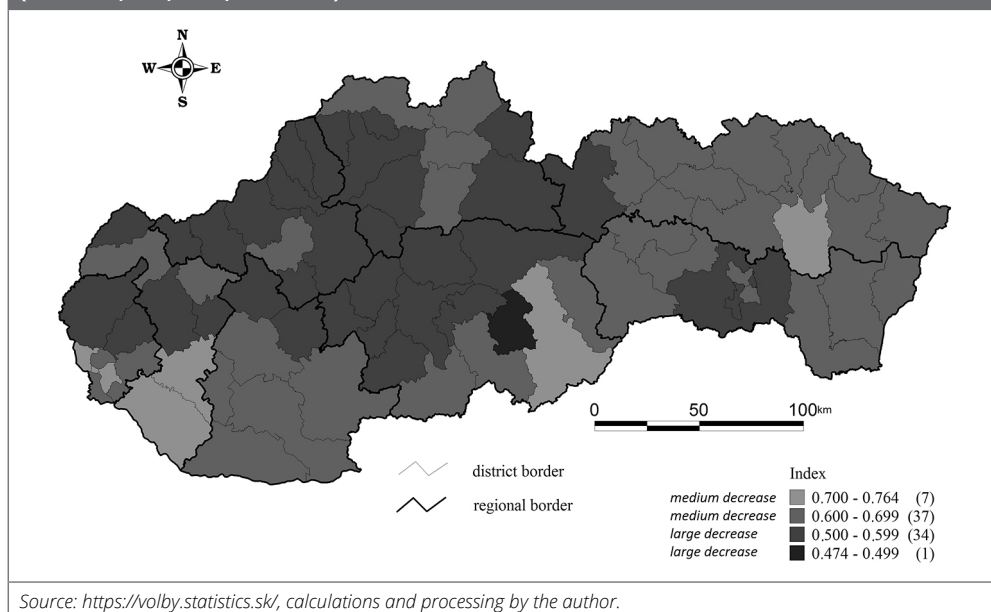 N
W E
S
0 50 100km
district border
regional border
Index
medium decrease 0.700 - 0.764 (7)
medium decrease 0.600 - 0.699 (37)
large decrease 0.500 - 0.599 (34)
large decrease 0.474 - 0.499 (1)
Source: https://volby.statistics.sk/, calculations and processing by the author.